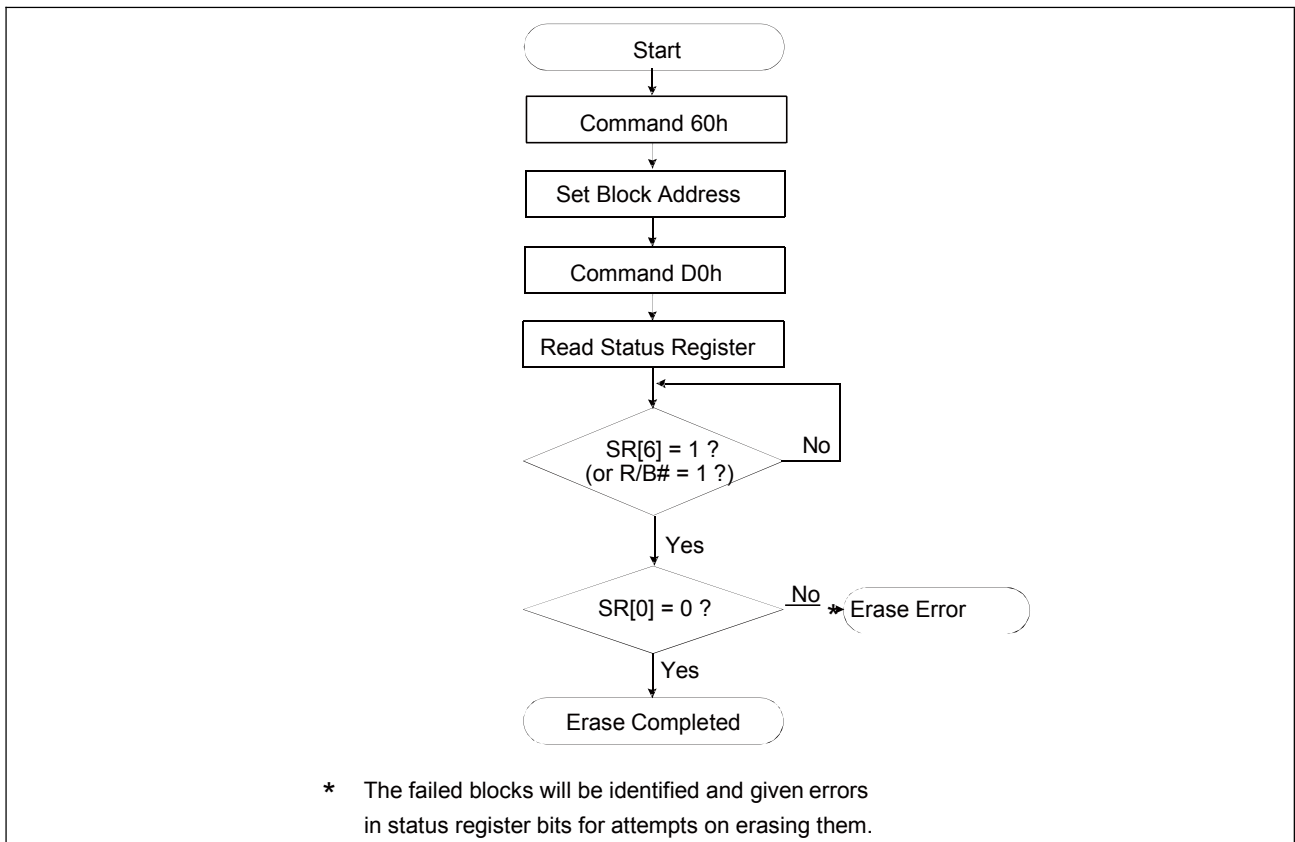 Start
Command 60h
Set Block Address
Command D0h
Read Status Register
SR[6] = 1 ?
(or R/B# = 1 ?)
No
Yes
SR[0] = 0 ?
No
* Erase Error
Yes
Erase Completed
* The failed blocks will be identified and given errors
in status register bits for attempts on erasing them.